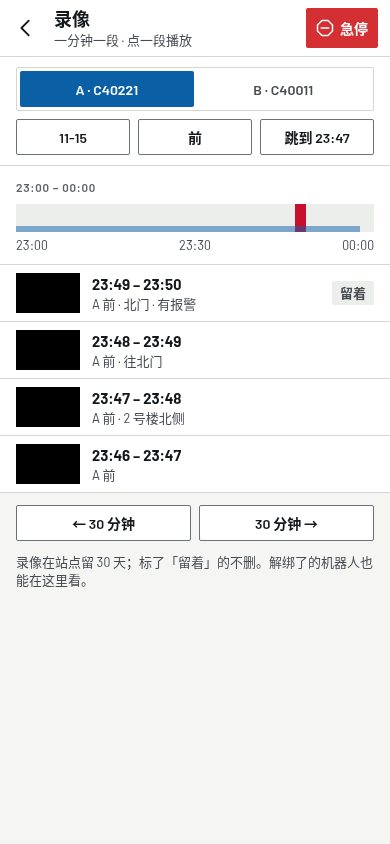 录像
一分钟一段 · 点一段播放
急停
A · C40221
B · C40011
11-15
前
跳到 23:47
23:00 – 00:00
23:00
23:30
00:00
23:49 – 23:50
A 前 · 北门 · 有报警
留着
23:48 – 23:49
A 前 · 往北门
23:47 – 23:48
A 前 · 2 号楼北侧
23:46 – 23:47
A 前
← 30 分钟
30 分钟 →
录像在站点留 30 天；标了「留着」的不删。解绑了的机器人也
能在这里看。